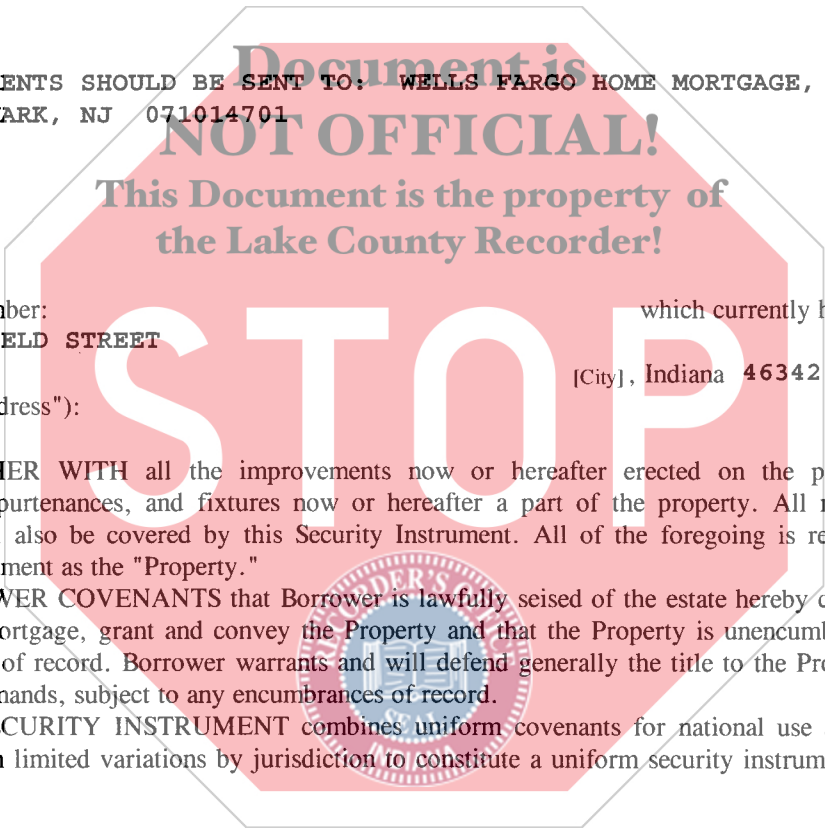 Document is
ENTS SHOULD BE SENT TO: WELLS FARGO HOME MORTGAGE,
ARK, NJ 071014701
NOT OFFICIAL!
This Document is the property of
the Lake County Recorder!
ber: which currently
ELD STREET
STOP
[City], Indiana 46342
dress"):
HER WITH all the improvements now or hereafter erected on the p
purtenances, and fixtures now or hereafter a part of the property. All
also be covered by this Security Instrument. All of the foregoing is re
ment as the "Property."
WER COVENANTS that Borrower is lawfully seised of the estate hereby
ortgage, grant and convey the Property and that the Property is unencumb
of record. Borrower warrants and will defend generally the title to the Pro
mands, subject to any encumbrances of record.
CURITY INSTRUMENT combines uniform covenants for national use
limited variations by jurisdiction to constitute a uniform security instrum
RECORDER'S OFFICE
SEAL
INDIANA